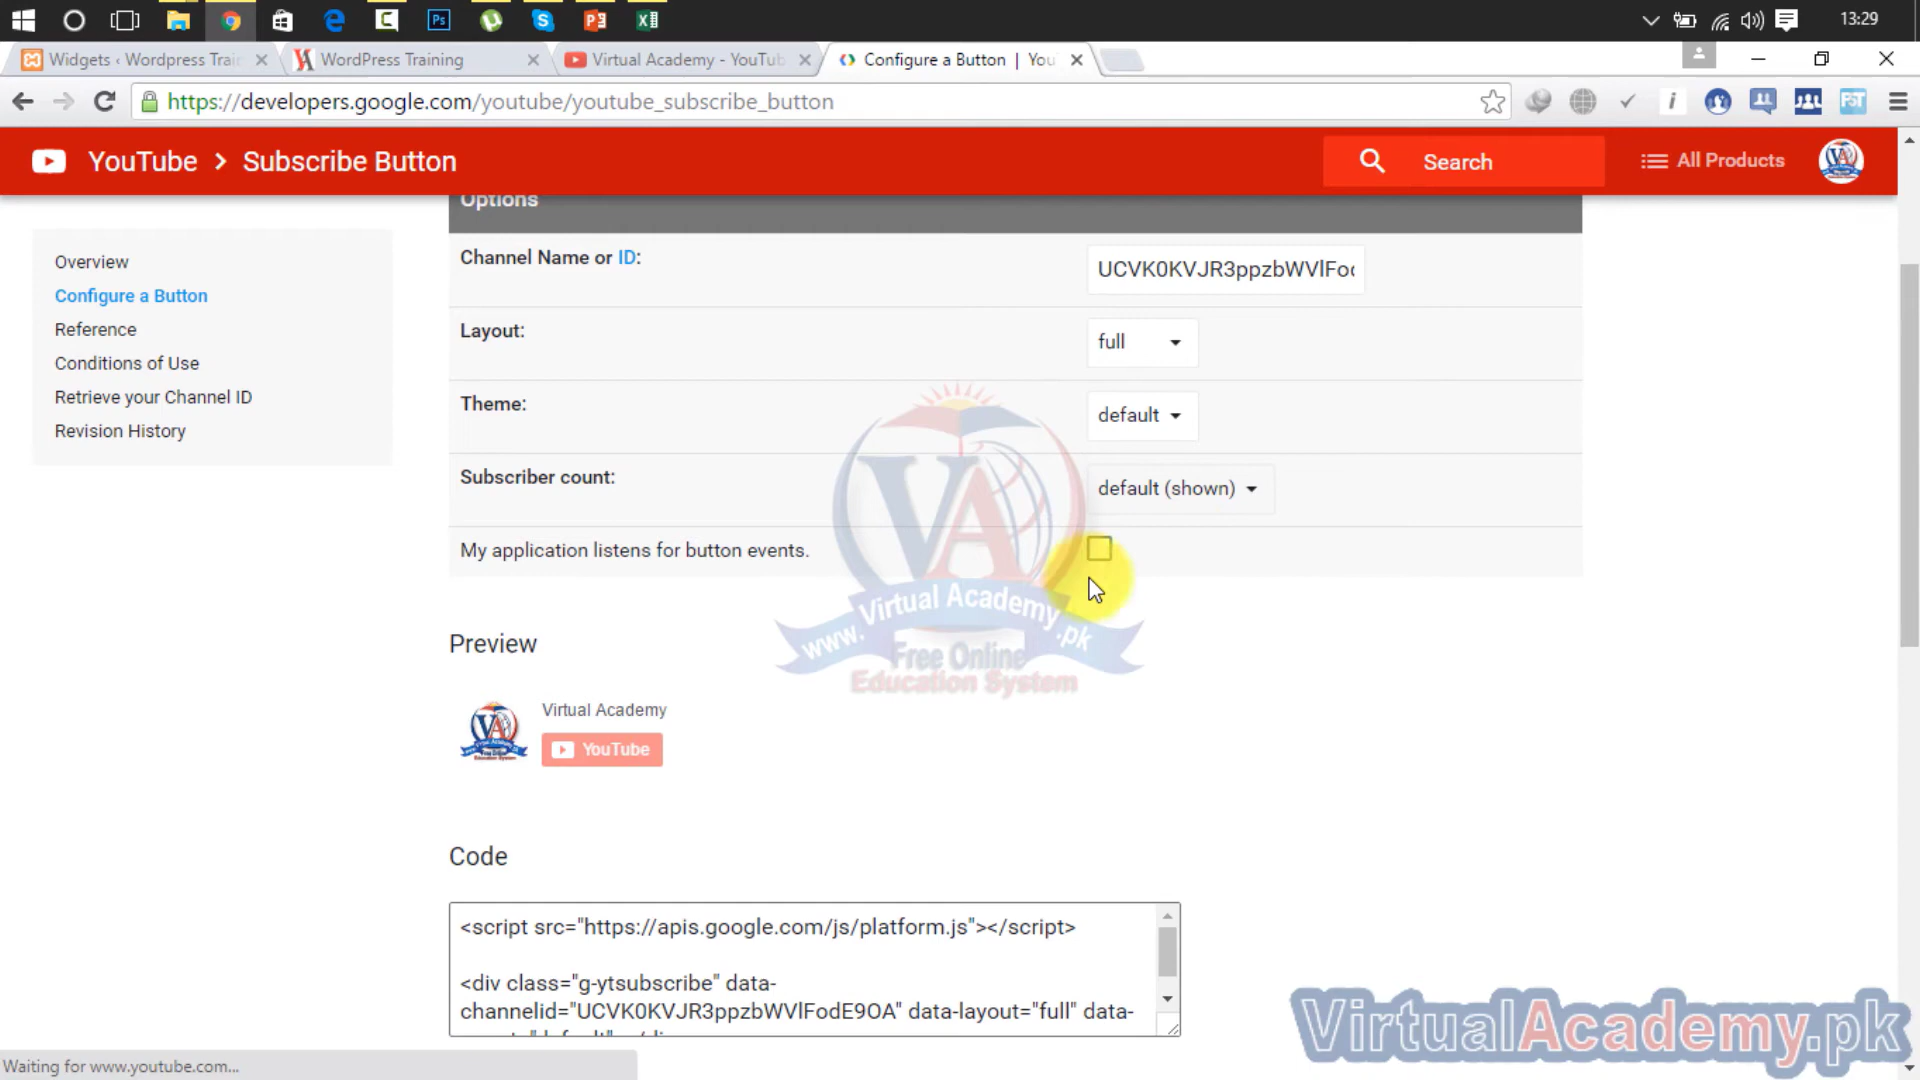 13:29
Widgets ‹ Wordpress Trai
WordPress Training
Virtual Academy - YouTub
Configure a Button | You
https://developers.google.com/youtube/youtube_subscribe_button
YouTube > Subscribe Button
Search
All Products
Options
Overview
Configure a Button
Reference
Conditions of Use
Retrieve your Channel ID
Revision History
Channel Name or ID:
UCVK0KVJR3ppzbWVlFod
Layout:
full
Theme:
default
Subscriber count:
default (shown)
My application listens for button events.
VA
www.Virtual Academy.pk
Free Online
Education System
Preview
Virtual Academy
YouTube
Code
<script src="https://apis.google.com/js/platform.js"></script>
<div class="g-ytsubscribe" data-
channelid="UCVK0KVJR3ppzbWVlFodE9OA" data-layout="full" data-
VirtualAcademy.pk
Waiting for www.youtube.com...